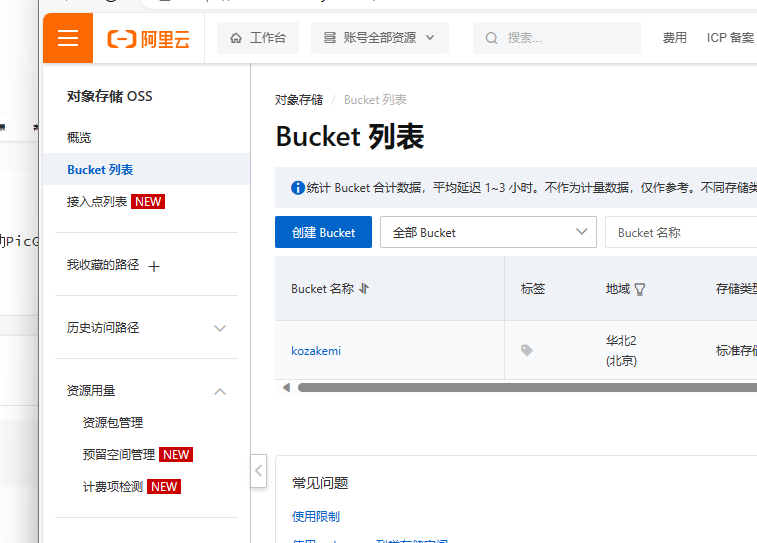 阿里云
工作台
账号全部资源
搜索...
费用
ICP 备案
对象存储 OSS
概览
Bucket 列表
接入点列表 NEW
我收藏的路径
历史访问路径
资源用量
资源包管理
预留空间管理 NEW
计费项检测 NEW
对象存储 / Bucket 列表
Bucket 列表
统计 Bucket 合计数据，平均延迟 1~3 小时。不作为计量数据，仅作参考。不同存储
创建 Bucket
全部 Bucket
Bucket 名称
Bucket 名称
标签
地域
存储类型
kozakemi
华北2
(北京)
标准存
常见问题
使用限制
PicG